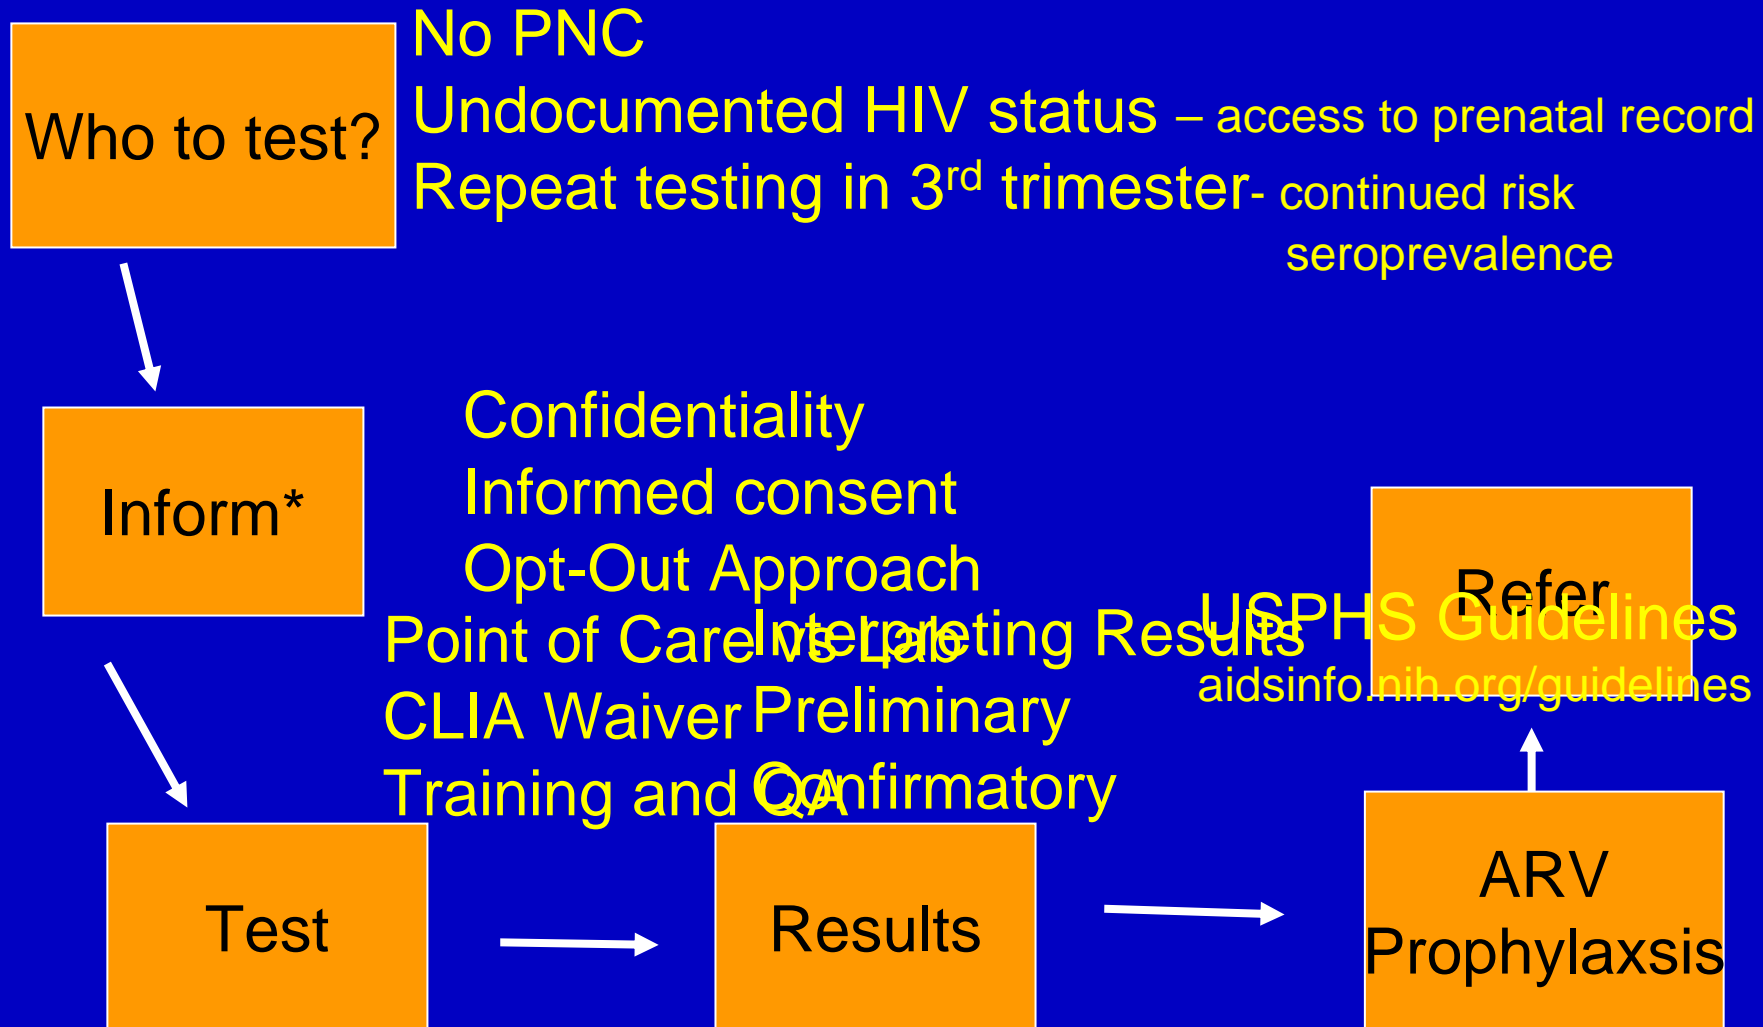 No PNC
Who to test?
Undocumented HIV status – access to prenatal record
Repeat testing in 3rd trimester- continued risk
seroprevalence
Inform*
Confidentiality
Informed consent
Opt-Out Approach
Point of Care vs Lab
CLIA Waiver
Training and QA
Interpreting Results
Preliminary
Confirmatory
Refer
USPHS Guidelines
aidsinfo.nih.org/guidelines
Test
Results
ARV
Prophylaxsis